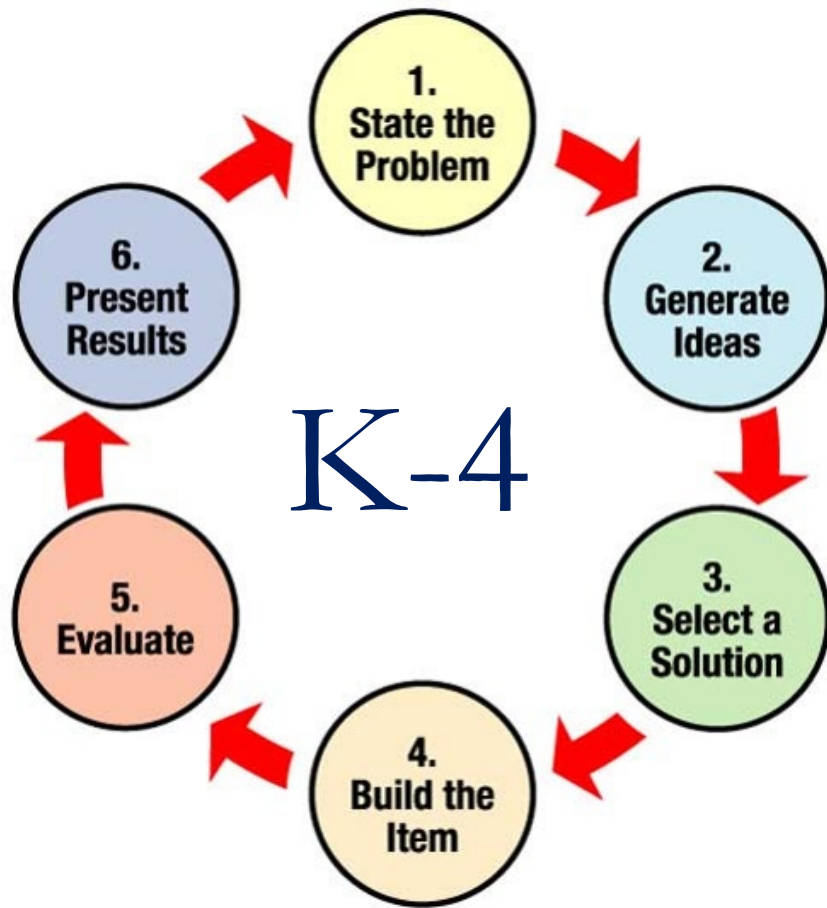 1.
State the
Problem
2.
Generate
Ideas
3.
Select a
Solution
4.
Build the
Item
5.
Evaluate
6.
Present
Results
K-4